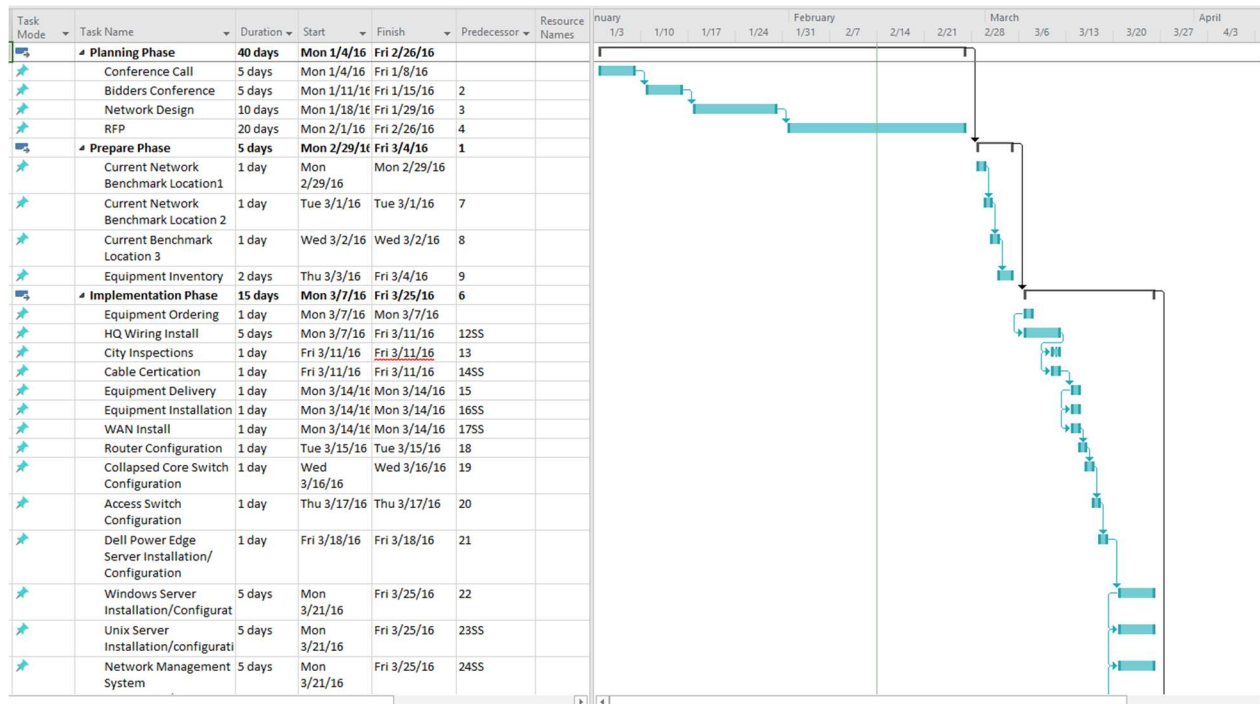 Task Mode Task Name Duration Start Finish Predecessor Resource Names
nuary February March April
1/3 1/10 1/17 1/24 1/31 2/7 2/14 2/21 2/28 3/6 3/13 3/20 3/27 4/3
Planning Phase 40 days Mon 1/4/16 Fri 2/26/16
Conference Call 5 days Mon 1/4/16 Fri 1/8/16
Bidders Conference 5 days Mon 1/11/16 Fri 1/15/16 2
Network Design 10 days Mon 1/18/16 Fri 1/29/16 3
RFP 20 days Mon 2/1/16 Fri 2/26/16 4
Prepare Phase 5 days Mon 2/29/16 Fri 3/4/16 1
Current Network 1 day Mon Mon 2/29/16
Benchmark Location1 2/29/16
Current Network 1 day Tue 3/1/16 Tue 3/1/16 7
Benchmark Location 2
Current Benchmark 1 day Wed 3/2/16 Wed 3/2/16 8
Location 3
Equipment Inventory 2 days Thu 3/3/16 Fri 3/4/16 9
Implementation Phase 15 days Mon 3/7/16 Fri 3/25/16 6
Equipment Ordering 1 day Mon 3/7/16 Mon 3/7/16
HQ Wiring Install 5 days Mon 3/7/16 Fri 3/11/16 12SS
City Inspections 1 day Fri 3/11/16 Fri 3/11/16 13
Cable Certication 1 day Fri 3/11/16 Fri 3/11/16 14SS
Equipment Delivery 1 day Mon 3/14/16 Mon 3/14/16 15
Equipment Installation 1 day Mon 3/14/16 Mon 3/14/16 16SS
WAN Install 1 day Mon 3/14/16 Mon 3/14/16 17SS
Router Configuration 1 day Tue 3/15/16 Tue 3/15/16 18
Collapsed Core Switch 1 day Wed Wed 3/16/16 19
Configuration 3/16/16
Access Switch 1 day Thu 3/17/16 Thu 3/17/16 20
Configuration
Dell Power Edge 1 day Fri 3/18/16 Fri 3/18/16 21
Server Installation/
Configuration
Windows Server 5 days Mon Fri 3/25/16 22
Installation/Configurat 3/21/16
Unix Server 5 days Mon Fri 3/25/16 23SS
Installation/configurati 3/21/16
Network Management 5 days Mon Fri 3/25/16 24SS
System 3/21/16